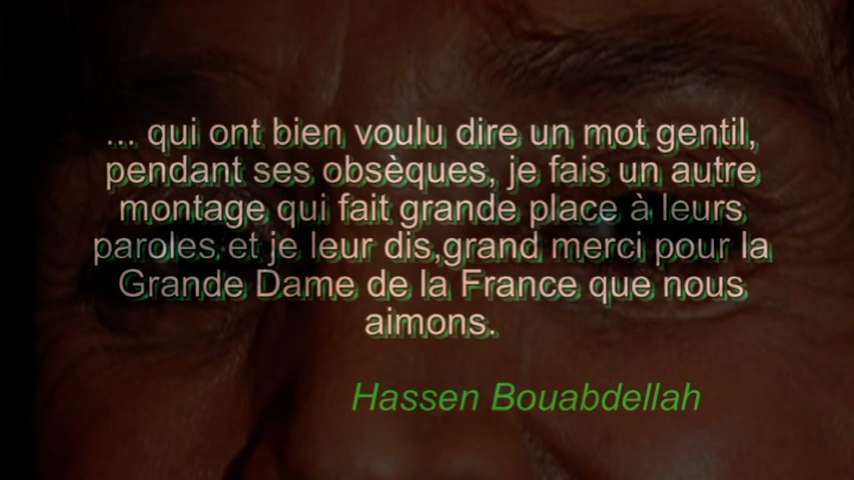 ... qui ont bien voulu dire un mot gentil,
pendant ses obsèques, je fais un autre
montage qui fait grande place à leurs
paroles et je leur dis,grand merci pour la
Grande Dame de la France que nous
aimons.
Hassen Bouabdellah